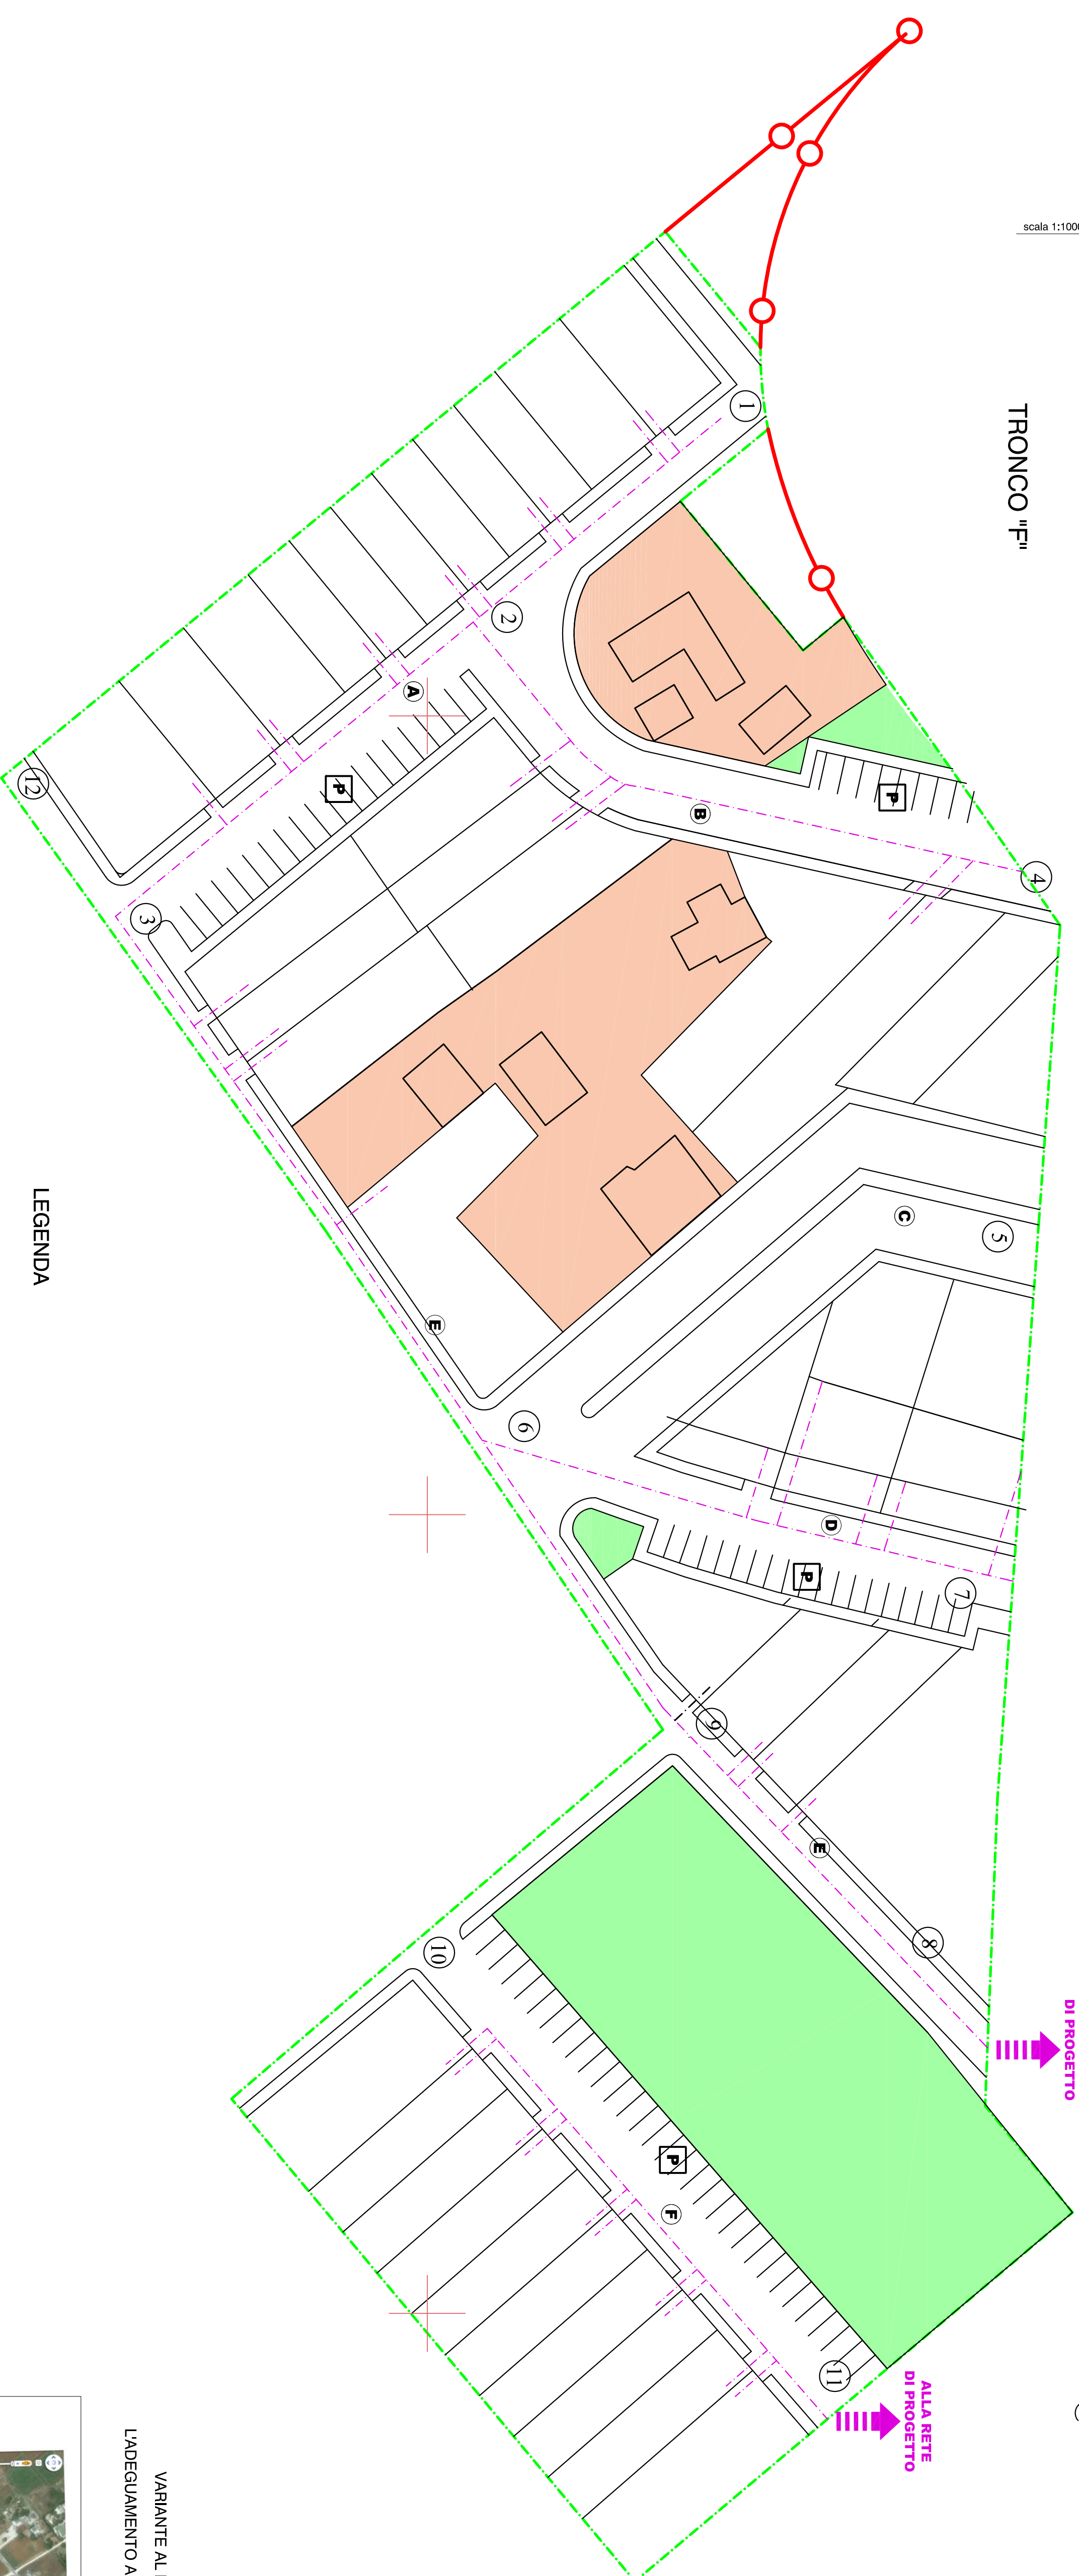 scala 1:1000
TRONCO "F"
1
2
A
P
12
3
P
B
4
C
5
E
6
D
P
7
9
E
8
DI PROGETTO
10
P
F
11
ALLA RETE
DI PROGETTO
LEGENDA
VARIANTE AL
L'ADEGUAMENTO A